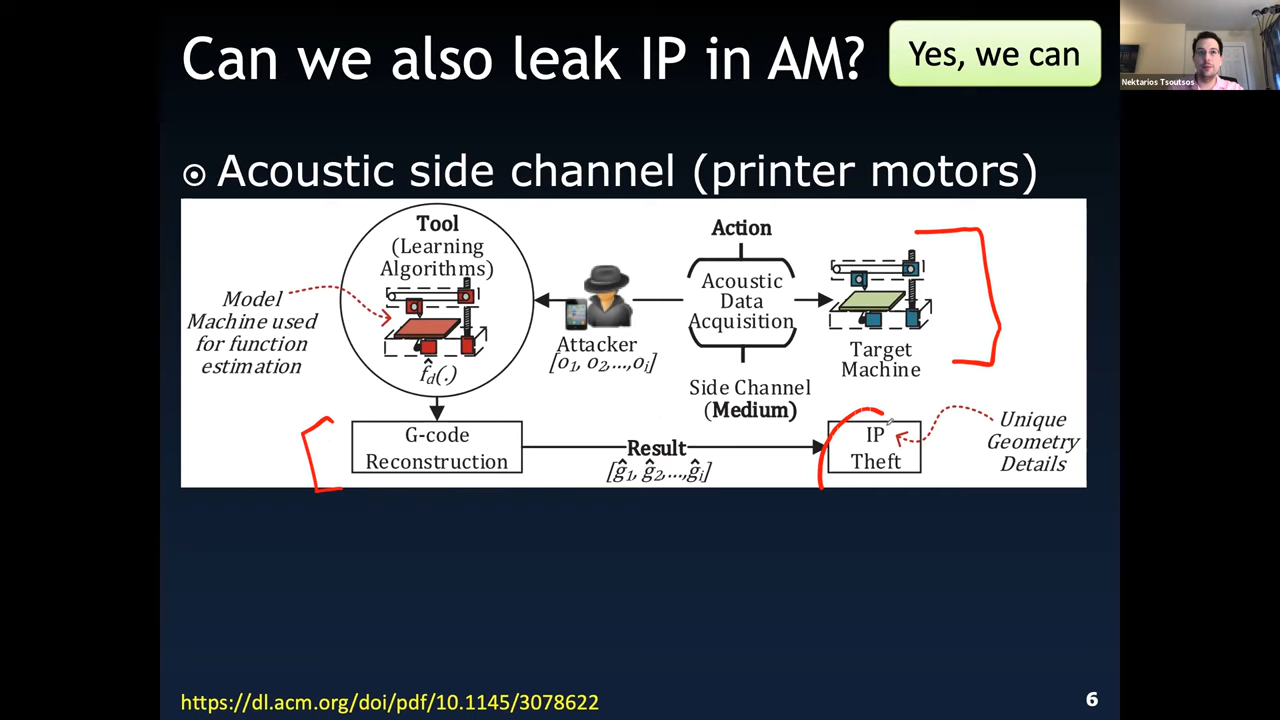 Can we also leak IP in AM?
Yes, we can
Nektarios Tsoutsos
Acoustic side channel (printer motors)
Tool
(Learning
Algorithms)
Model
Machine used
for function
estimation
f̂d(.)
Attacker
[o1, o2,...,oi]
Action
Acoustic
Data
Acquisition
Side Channel
(Medium)
Target
Machine
G-code
Reconstruction
Result
[ĝ1, ĝ2,...,ĝi]
IP
Theft
Unique
Geometry
Details
https://dl.acm.org/doi/pdf/10.1145/3078622
6